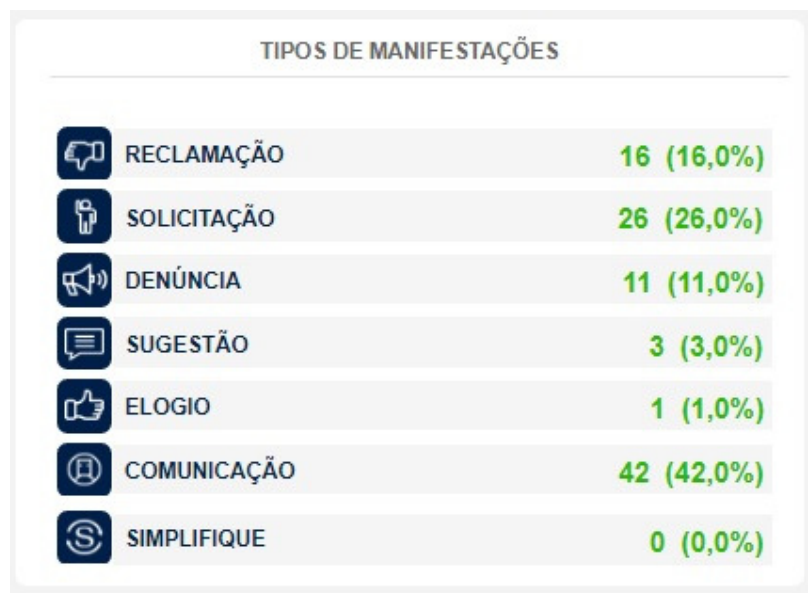 TIPOS DE MANIFESTAÇÕES
RECLAMAÇÃO 16 (16,0%)
SOLICITAÇÃO 26 (26,0%)
DENÚNCIA 11 (11,0%)
SUGESTÃO 3 (3,0%)
ELOGIO 1 (1,0%)
COMUNICAÇÃO 42 (42,0%)
SIMPLIFIQUE 0 (0,0%)